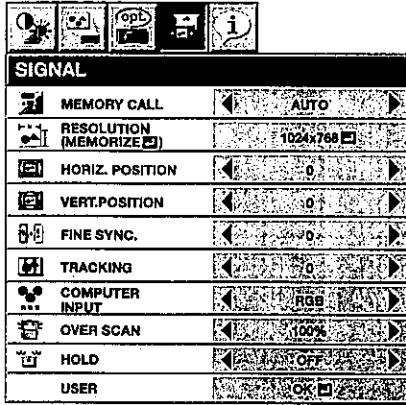 opt.
SIGNAL
MEMORY CALL AUTO
RESOLUTION
(MEMORIZE) 1024x768
HORIZ. POSITION 0
VERT.POSITION 0
FINE SYNC. 0
TRACKING 0
COMPUTER
INPUT RGB
OVER SCAN 100%
HOLD OFF
USER OK